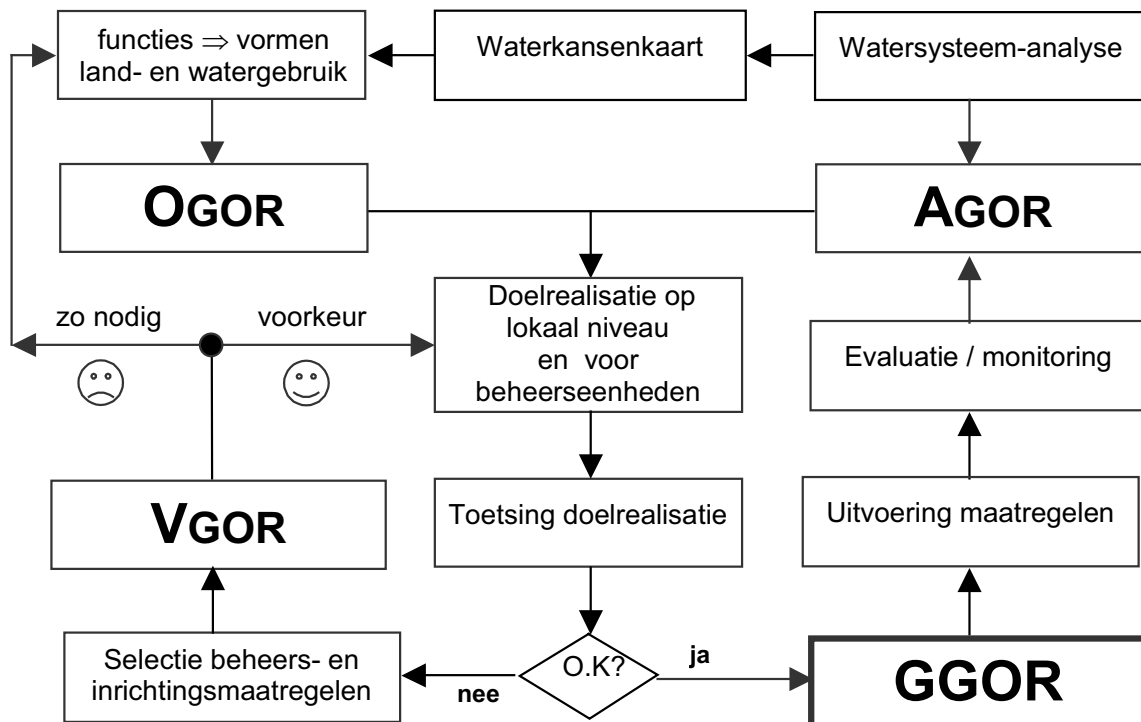 functies ⇒ vormen
land- en watergebruik
Waterkansenkaart
Watersysteem-analyse
OGOR
AGOR
zo nodig
voorkeur
Doelrealisatie op
lokaal niveau
en voor
beheerseenheden
Evaluatie / monitoring
VGOR
Toetsing doelrealisatie
Uitvoering maatregelen
Selectie beheers- en
inrichtingsmaatregelen
nee
O.K?
ja
GGOR